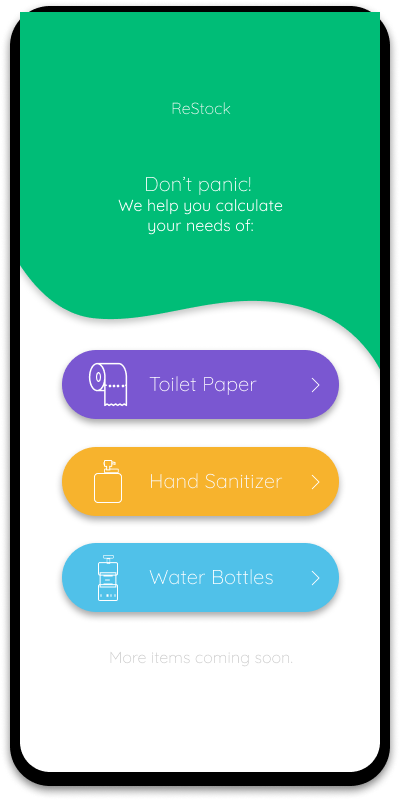 ReStock
Don't panic!
We help you calculate
your needs of:
Toilet Paper
Hand Sanitizer
Water Bottles
More items coming soon.